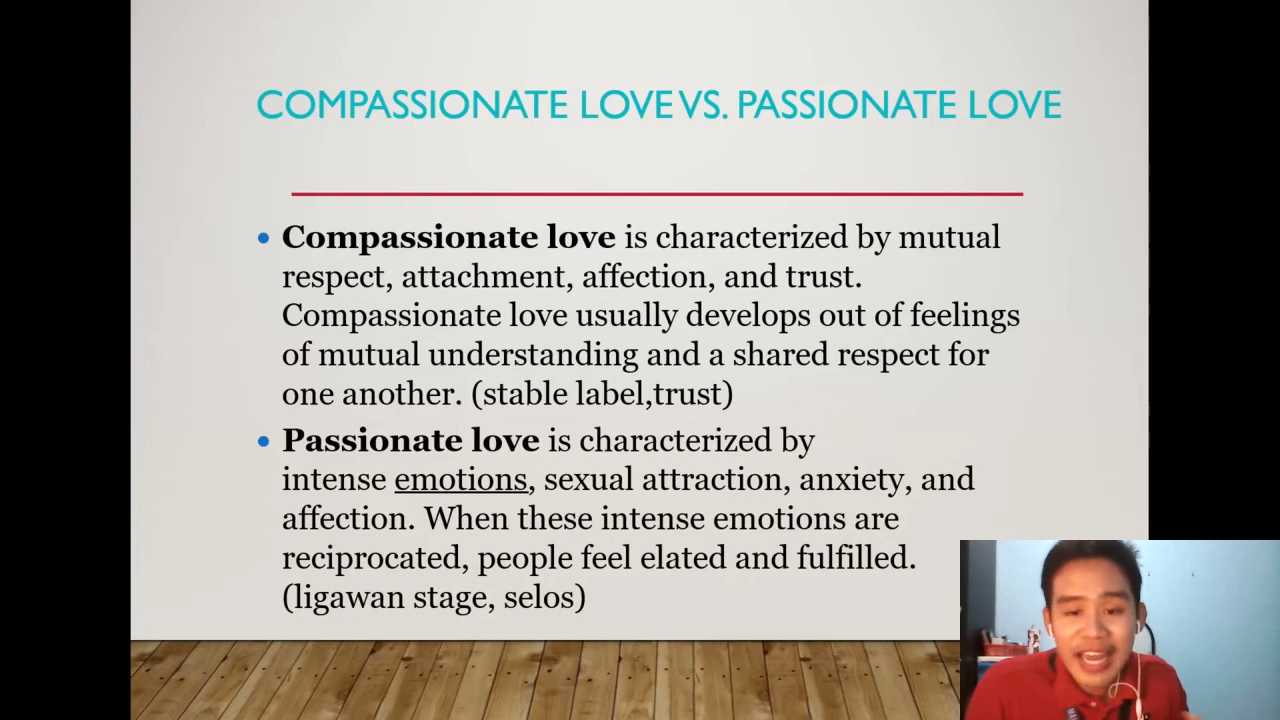 COMPASSIONATE LOVE VS. PASSIONATE LOVE
• Compassionate love is characterized by mutual
respect, attachment, affection, and trust.
Compassionate love usually develops out of feelings
of mutual understanding and a shared respect for
one another. (stable label,trust)
• Passionate love is characterized by
intense emotions, sexual attraction, anxiety, and
affection. When these intense emotions are
reciprocated, people feel elated and fulfilled.
(ligawan stage, selos)